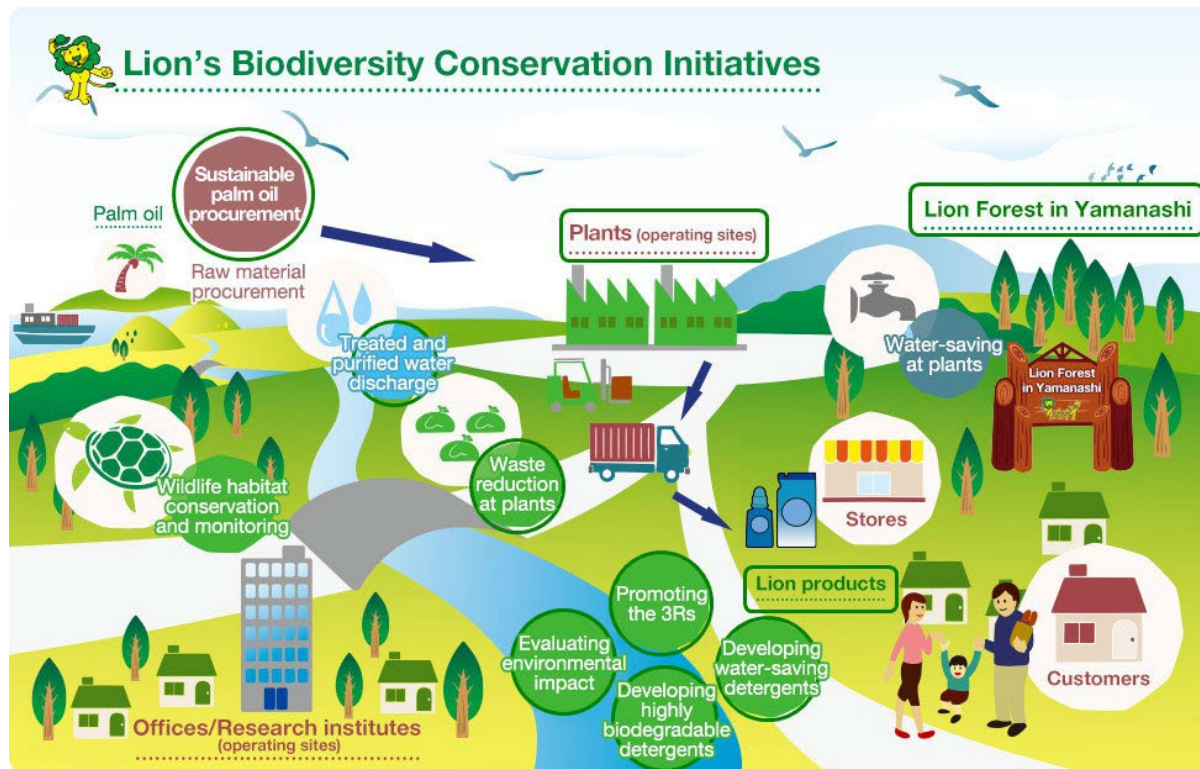 Lion's Biodiversity Conservation Initiatives
Sustainable
palm oil
procurement
Palm oil
Raw material
procurement
Plants (operating sites)
Lion Forest in Yamanashi
Treated and
purified water
discharge
Water-saving
at plants
Lion Forest
in Yamanashi
Wildlife habitat
conservation
and monitoring
Waste
reduction
at plants
Stores
Lion products
Promoting
the 3Rs
Evaluating
environmental
impact
Developing
water-saving
detergents
Developing
highly
biodegradable
detergents
Customers
Offices/Research institutes
(operating sites)